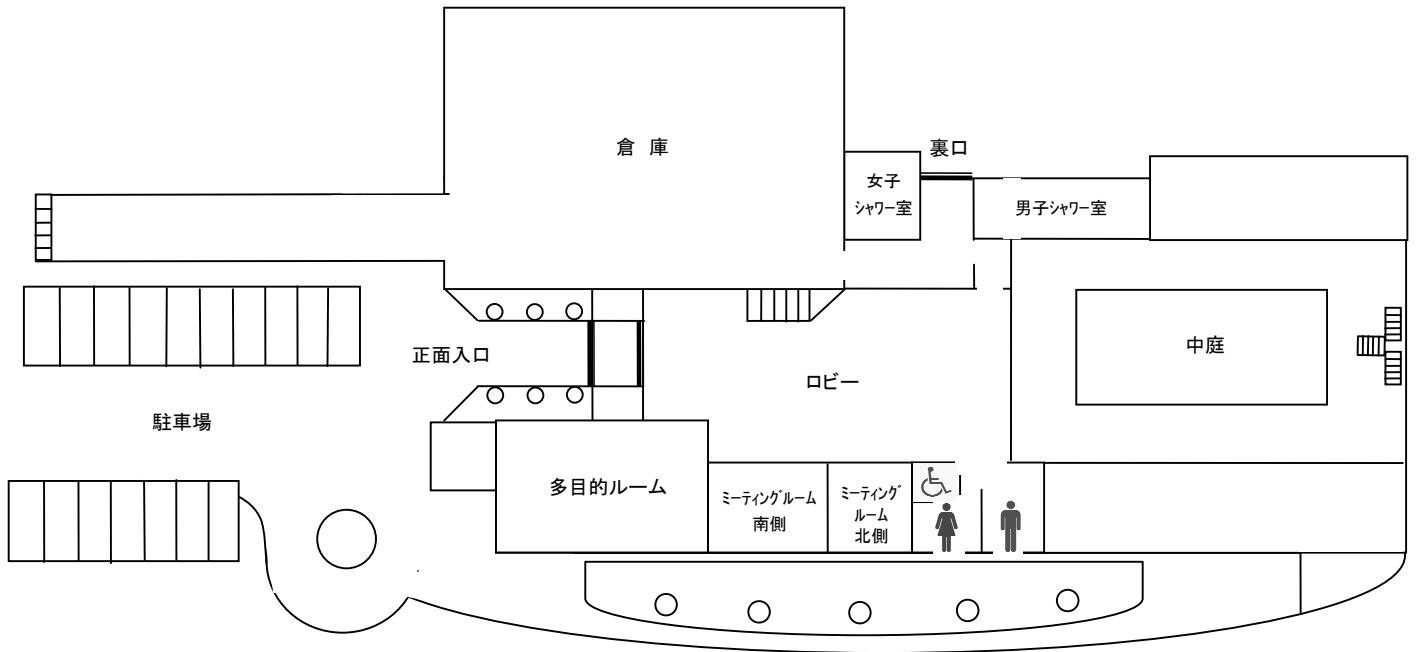 倉 庫
裏口
女子
シャワー室
男子シャワー室
正面入口
ロビー
中庭
駐車場
多目的ルーム
ミーティングルーム
南側
ミーティング
ルーム
北側